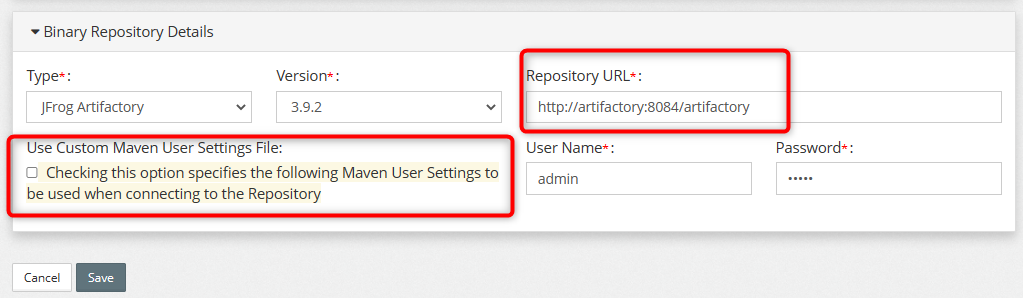 Binary Repository Details
Type*:
Version*:
Repository URL*:
JFrog Artifactory
3.9.2
http://artifactory:8084/artifactory
Use Custom Maven User Settings File:
User Name*:
Password*:
Checking this option specifies the following Maven User Settings to
be used when connecting to the Repository
admin
•••••
Cancel
Save